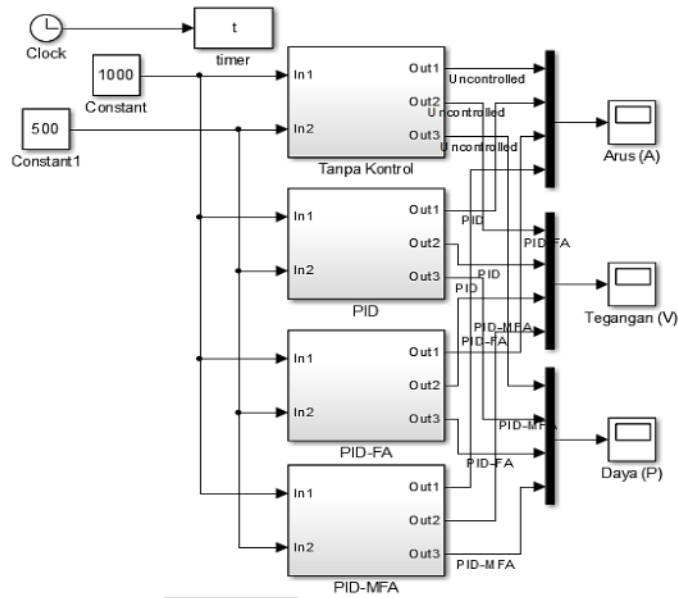 Clock
t
timer
1000
Constant
500
Constant1
In1
In2
Out1
Out2
Out3
Tanpa Kontrol
Uncontrolled
Uncontrolled
Uncontrolled
Arus (A)
In1
In2
Out1
Out2
Out3
PID
PID
PID
PID
PID-FA
Tegangan (V)
PID-MFA
PID-FA
In1
In2
Out1
Out2
Out3
PID-FA
PID-FA
PID-MFA
Daya (P)
In1
In2
Out1
Out2
Out3
PID-MFA
PID-MFA